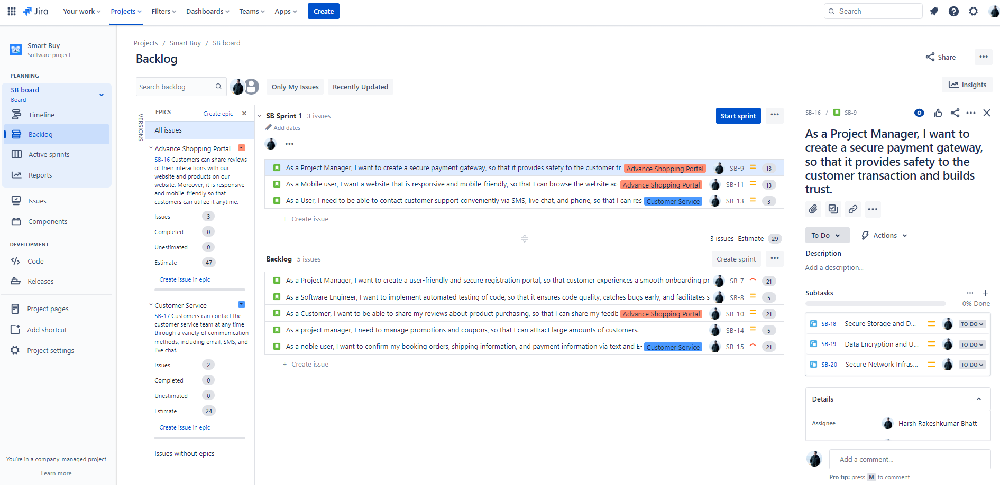 Jira Your work Projects Filters Dashboards Teams Apps Create Search
Smart Buy
Software project
PLANNING
SB board
Board
Timeline
Backlog
Active sprints
Reports
Issues
Components
DEVELOPMENT
Code
Releases
Project pages
Add shortcut
Project settings
You're in a company-managed project
Learn more
Projects / Smart Buy / SB board
Backlog
Share
Search backlog Only My Issues Recently Updated
Insights
VERSIONS
EPICS Create epic
All issues
Advance Shopping Portal
SB-16 Customers can share reviews
of their interactions with our
website and products on our
website. Moreover, it is responsive
and mobile-friendly so that
customers can utilize it anytime.
Issues 3
Completed 0
Unestimated 0
Estimate 47
Create issue in epic
Customer Service
SB-17 Customers can contact the
customer service team at any time
through a variety of communication
methods, including email, SMS, and
live chat.
Issues 2
Completed 0
Unestimated 0
Estimate 24
Create issue in epic
Issues without epics
SB Sprint 1 3 issues Start sprint
Add dates
As a Project Manager, I want to create a secure payment gateway, so that it provides safety to the customer tr Advance Shopping Portal SB-9 13
As a Mobile user, I want a website that is responsive and mobile-friendly, so that I can browse the website ac Advance Shopping Portal SB-11 13
As a User, I need to be able to contact customer support conveniently via SMS, live chat, and phone, so that I can res Customer Service SB-13 3
+ Create issue
3 issues Estimate 29
Backlog 5 issues Create sprint
As a Project Manager, I want to create a user-friendly and secure registration portal, so that customer experiences a smooth onboarding pr SB-7 21
As a Software Engineer, I want to implement automated testing of code, so that it ensures code quality, catches bugs early, and facilitates s SB-8 5
As a Customer, I want to be able to share my reviews about product purchasing, so that I can share my feedb Advance Shopping Portal SB-10 21
As a project manager, I need to manage promotions and coupons, so that I can attract large amounts of customers. SB-14 5
As a noble user, I want to confirm my booking orders, shipping information, and payment information via text and E- Customer Service SB-15 21
+ Create issue
SB-16 / SB-9
As a Project Manager, I want to
create a secure payment gateway,
so that it provides safety to the
customer transaction and builds
trust.
To Do Actions
Description
Add a description...
Subtasks
0% Done
SB-18 Secure Storage and D... TO DO
SB-19 Data Encryption and U... TO DO
SB-20 Secure Network Infras... TO DO
Details
Assignee Harsh Rakeshkumar Bhatt
Add a comment...
Pro tip: press M to comment